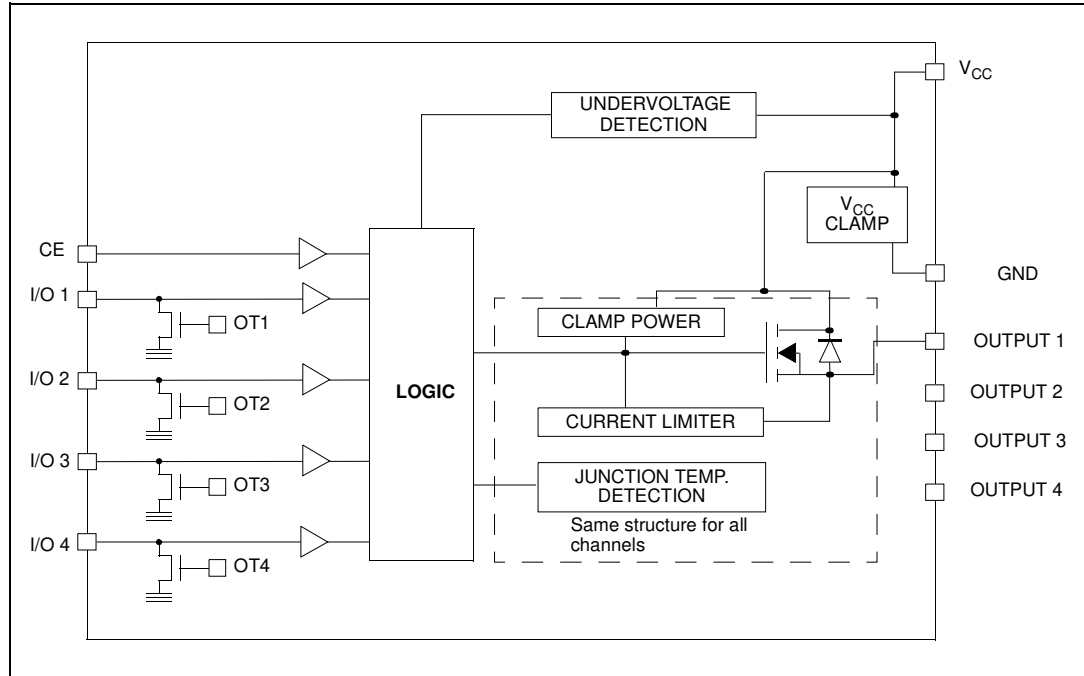 V_CC
UNDERVOLTAGE
DETECTION
V_CC
CLAMP
CE
GND
I/O 1
CLAMP POWER
OT1
OUTPUT 1
I/O 2
LOGIC
OUTPUT 2
OT2
CURRENT LIMITER
OUTPUT 3
I/O 3
JUNCTION TEMP.
DETECTION
OT3
OUTPUT 4
Same structure for all
channels
I/O 4
OT4